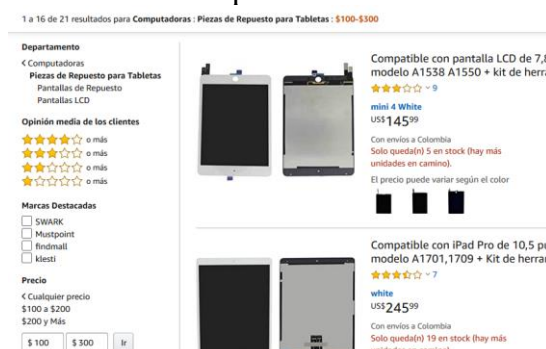 1 a 16 de 21 resultados para Computadoras : Piezas de Repuesto para Tabletas : $100-$300
Departamento
< Computadoras
Piezas de Repuesto para Tabletas
Pantallas de Repuesto
Pantallas LCD
Opinión media de los clientes
o más
o más
o más
o más
Marcas Destacadas
SWARK
Mustpoint
findmall
klesti
Precio
< Cualquier precio
$100 a $200
$200 y Más
$ 100 $ 300 Ir
Compatible con pantalla LCD de 7,8
modelo A1538 A1550 + kit de herra
9
mini 4 White
US$14599
Con envíos a Colombia
Solo queda(n) 5 en stock (hay más
unidades en camino).
El precio puede variar según el color
Compatible con iPad Pro de 10,5 pu
modelo A1701,1709 + Kit de herrar
7
white
US$24599
Con envíos a Colombia
Solo queda(n) 19 en stock (hay más